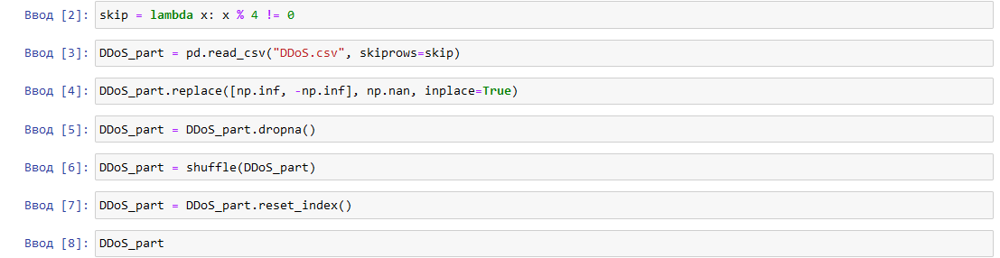 Ввод [2]: skip = lambda x: x % 4 != 0
Ввод [3]: DDoS_part = pd.read_csv("DDoS.csv", skiprows=skip)
Ввод [4]: DDoS_part.replace([np.inf, -np.inf], np.nan, inplace=True)
Ввод [5]: DDoS_part = DDoS_part.dropna()
Ввод [6]: DDoS_part = shuffle(DDoS_part)
Ввод [7]: DDoS_part = DDoS_part.reset_index()
Ввод [8]: DDoS_part